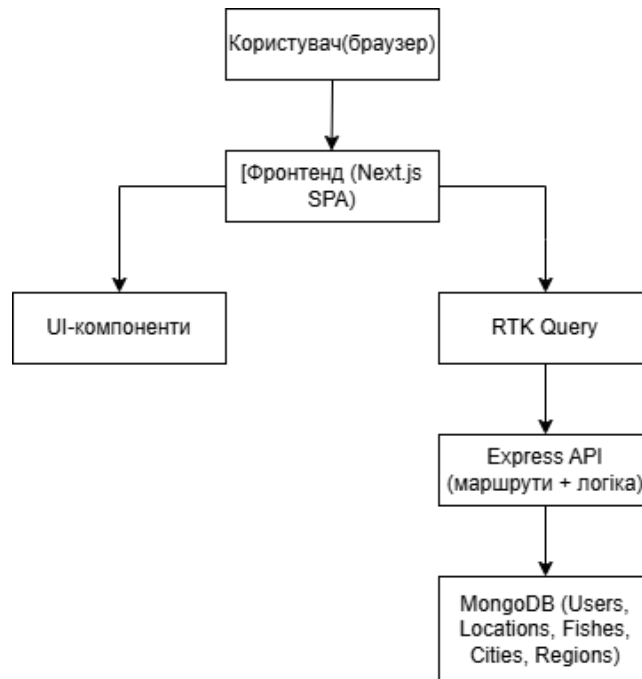 Користувач(браузер)
[Фронтенд (Next.js
SPA)
UI-компоненти
RTK Query
Express API
(маршрути + логіка)
MongoDB (Users,
Locations, Fishes,
Cities, Regions)